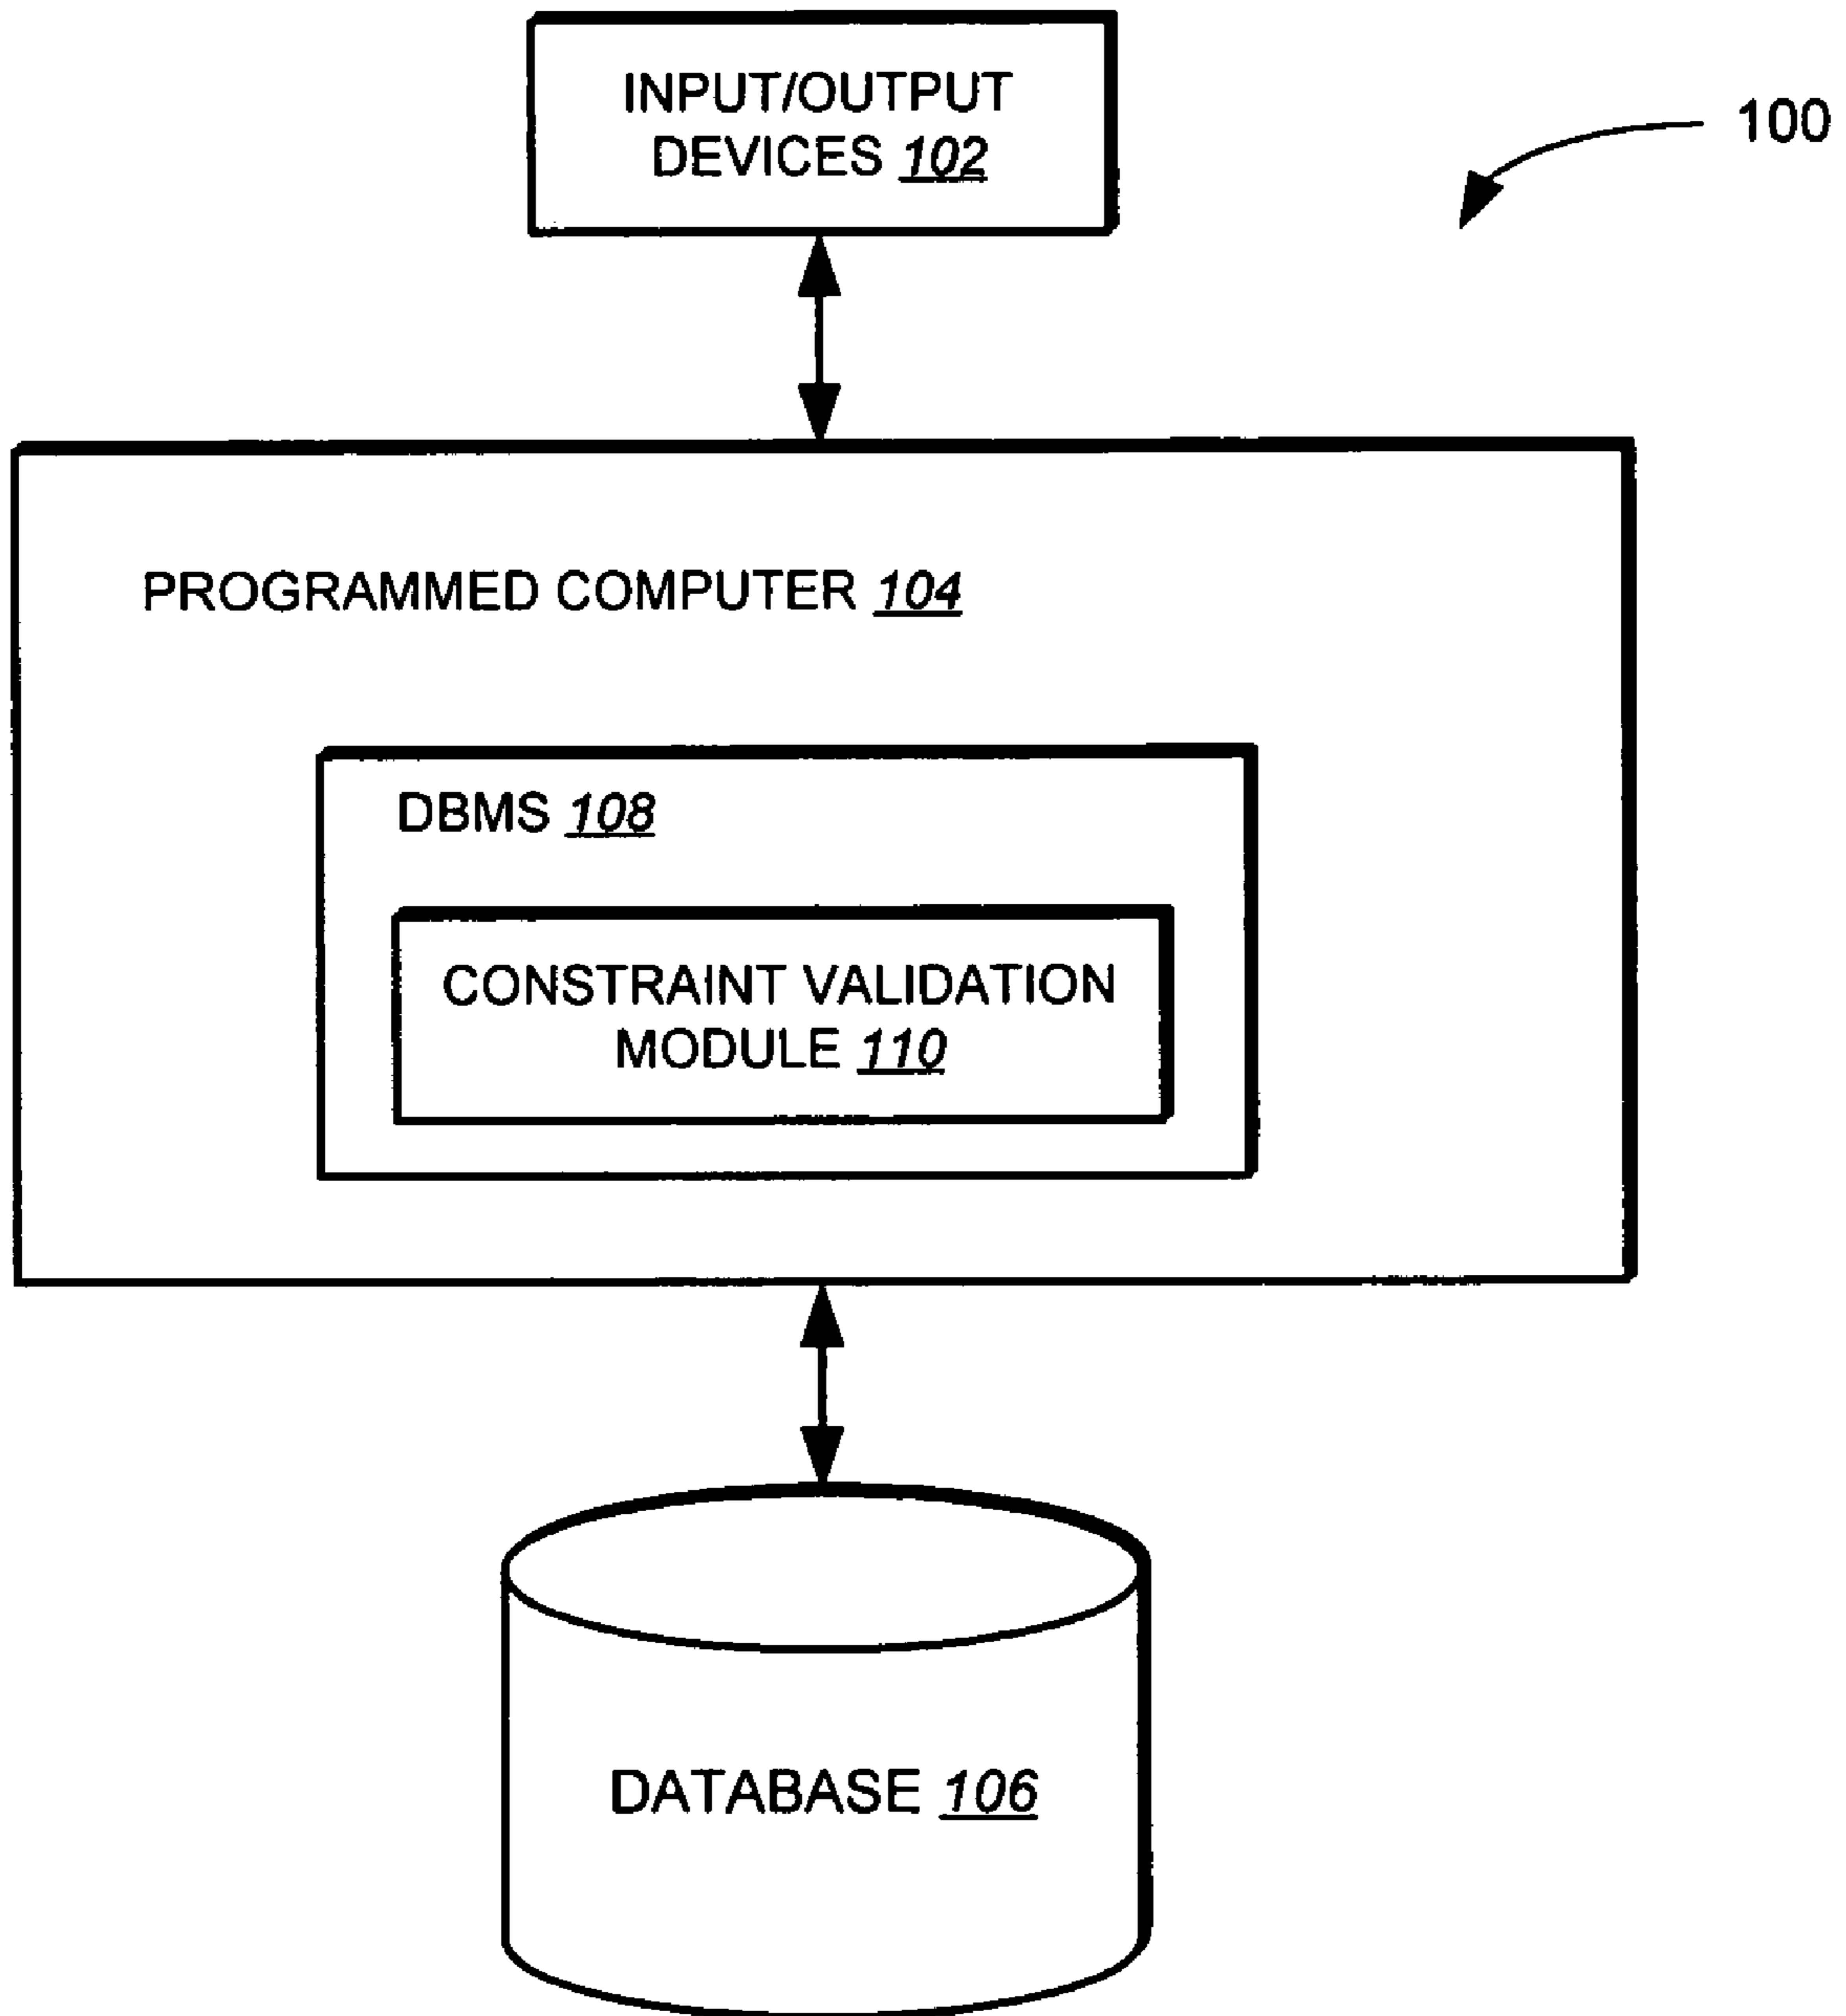 INPUT/OUTPUT
DEVICES 102
100
PROGRAMMED COMPUTER 104
DBMS 108
CONSTRAINT VALIDATION
MODULE 110
DATABASE 106